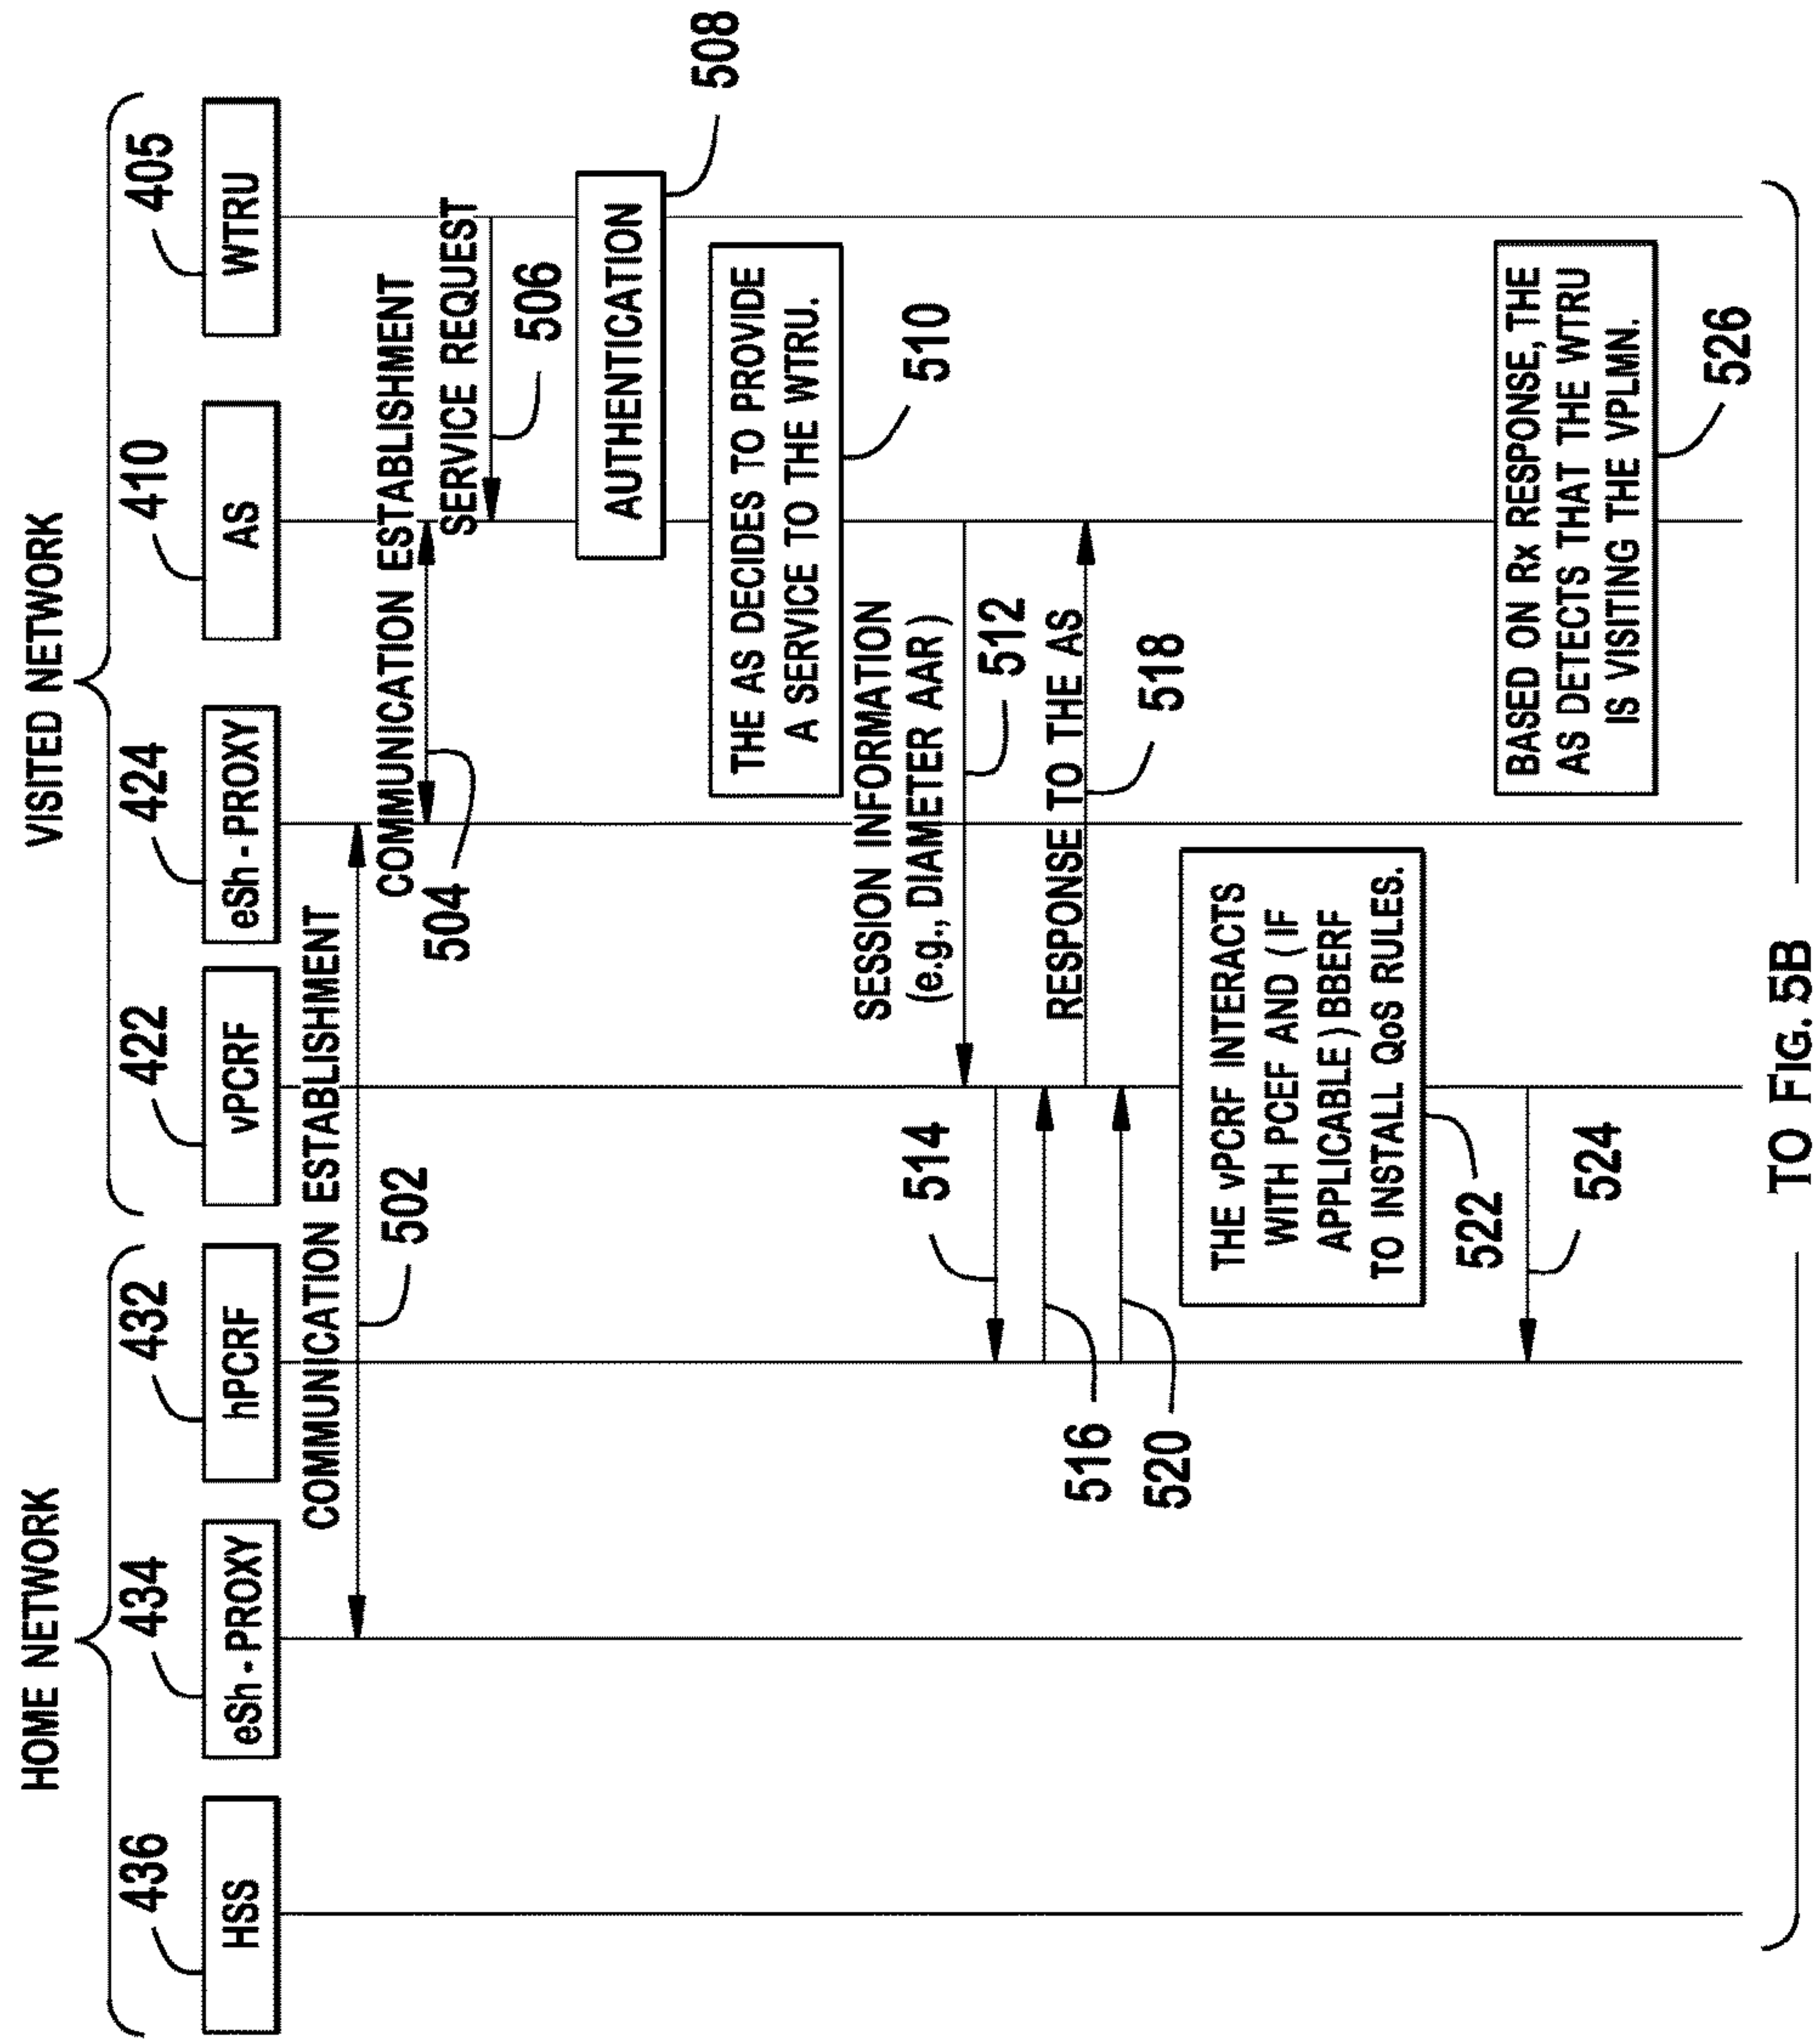 HOME NETWORK
VISITED NETWORK
436
434
432
422
424
410
405
HSS
eSh - PROXY
hPCRF
vPCRF
eSh - PROXY
AS
WTRU
COMMUNICATION ESTABLISHMENT
502
COMMUNICATION ESTABLISHMENT
504
SERVICE REQUEST
506
AUTHENTICATION
508
THE AS DECIDES TO PROVIDE
A SERVICE TO THE WTRU.
510
SESSION INFORMATION
(e.g., DIAMETER AAR)
512
514
516
RESPONSE TO THE AS
518
520
THE vPCRF INTERACTS
WITH PCEF AND (IF
APPLICABLE) BBERF
TO INSTALL QoS RULES.
522
524
BASED ON Rx RESPONSE, THE
AS DETECTS THAT THE WTRU
IS VISITING THE VPLMN.
526
TO FIG. 5B